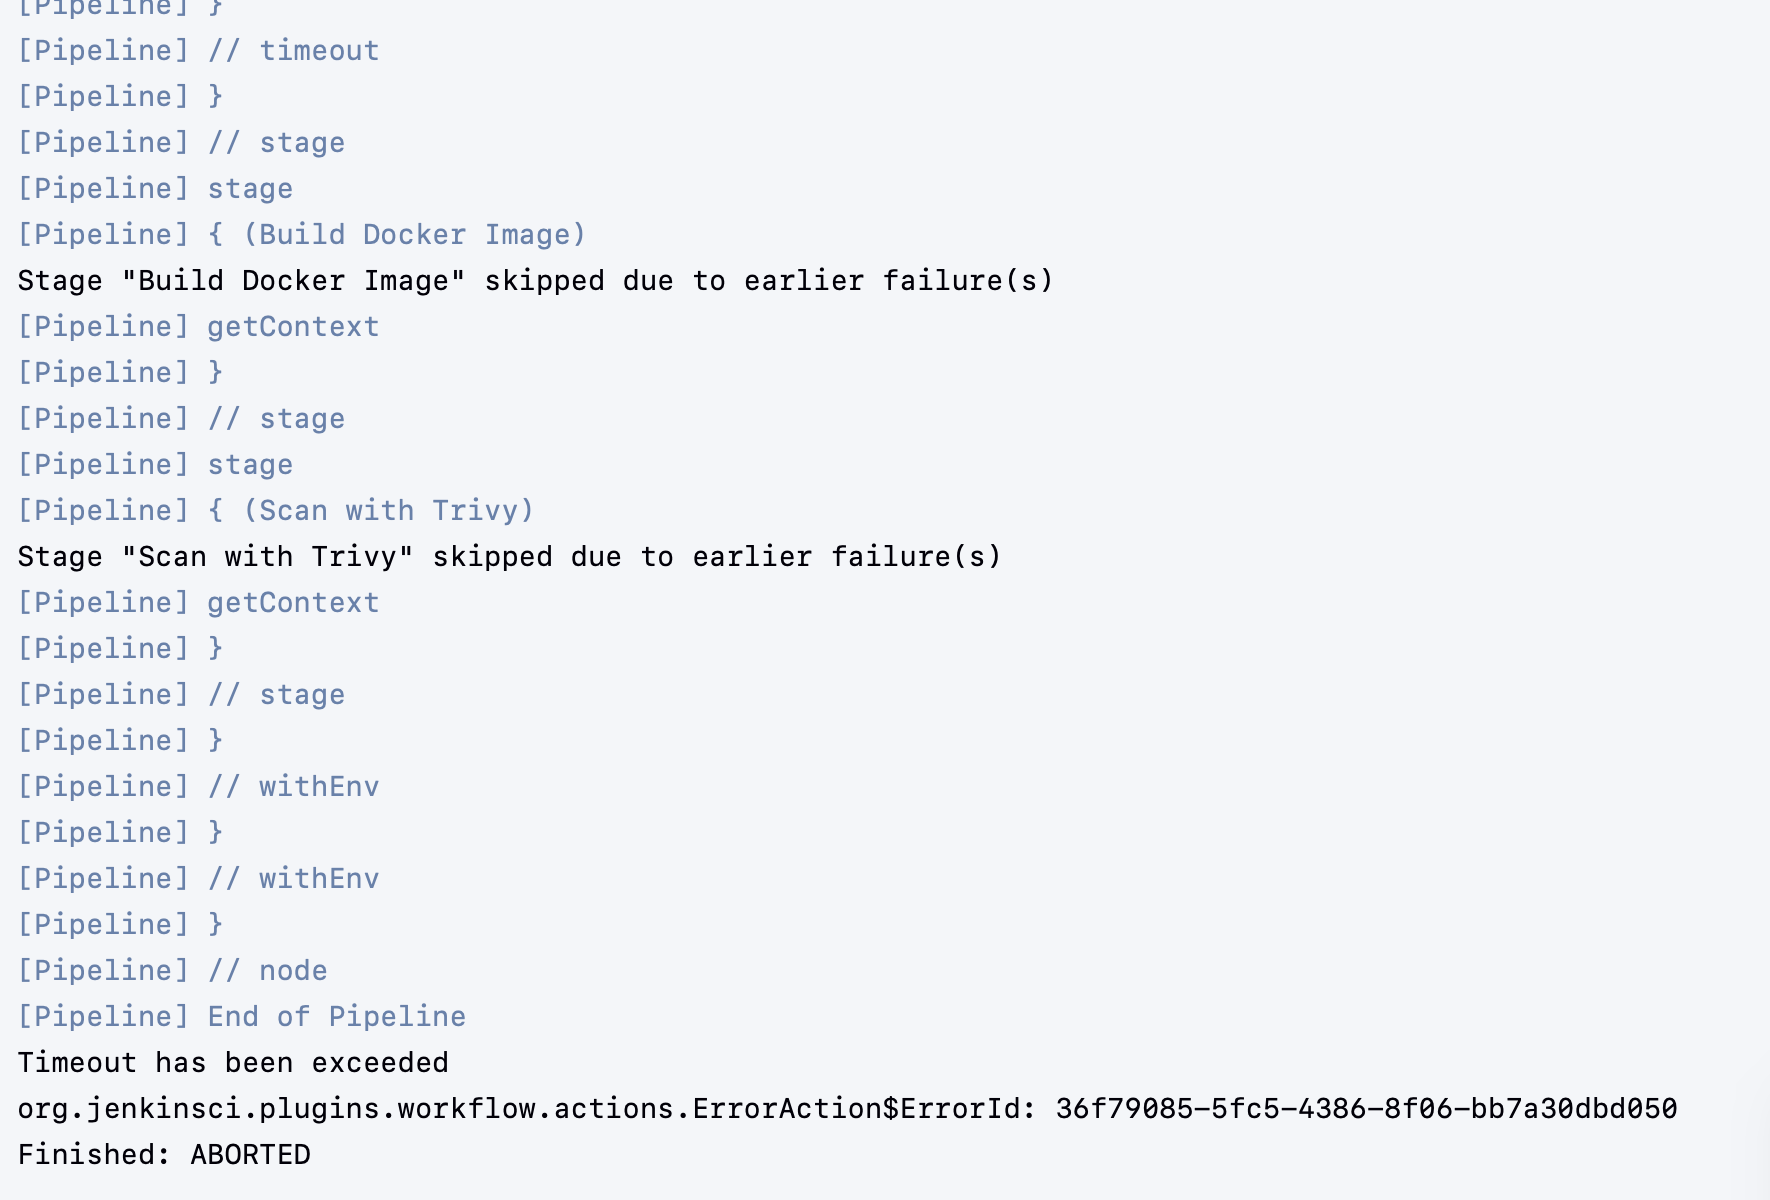 [Pipeline] }
[Pipeline] // timeout
[Pipeline] }
[Pipeline] // stage
[Pipeline] stage
[Pipeline] { (Build Docker Image)
Stage "Build Docker Image" skipped due to earlier failure(s)
[Pipeline] getContext
[Pipeline] }
[Pipeline] // stage
[Pipeline] stage
[Pipeline] { (Scan with Trivy)
Stage "Scan with Trivy" skipped due to earlier failure(s)
[Pipeline] getContext
[Pipeline] }
[Pipeline] // stage
[Pipeline] }
[Pipeline] // withEnv
[Pipeline] }
[Pipeline] // withEnv
[Pipeline] }
[Pipeline] // node
[Pipeline] End of Pipeline
Timeout has been exceeded
org.jenkinsci.plugins.workflow.actions.ErrorAction$ErrorId: 36f79085-5fc5-4386-8f06-bb7a30dbd050
Finished: ABORTED